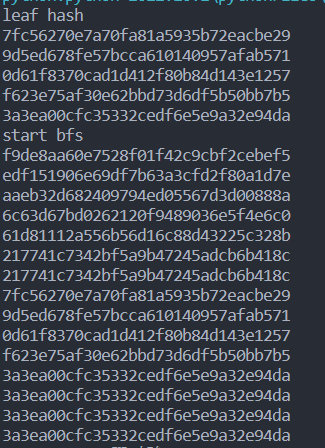 leaf hash
7fc56270e7a70fa81a5935b72eacbe29
9d5ed678fe57bcca610140957afab571
0d61f8370cad1d412f80b84d143e1257
f623e75af30e62bbd73d6df5b50bb7b5
3a3ea00cfc35332cedf6e5e9a32e94da
start bfs
f9de8aa60e7528f01f42c9cbf2cebef5
edf151906e69df7b63a3cfd2f80a1d7e
aaeb32d682409794ed05567d3d00888a
6c63d67bd0262120f9489036e5f4e6c0
61d81112a556b56d16c88d43225c328b
217741c7342bf5a9b47245adcb6b418c
217741c7342bf5a9b47245adcb6b418c
7fc56270e7a70fa81a5935b72eacbe29
9d5ed678fe57bcca610140957afab571
0d61f8370cad1d412f80b84d143e1257
f623e75af30e62bbd73d6df5b50bb7b5
3a3ea00cfc35332cedf6e5e9a32e94da
3a3ea00cfc35332cedf6e5e9a32e94da
3a3ea00cfc35332cedf6e5e9a32e94da
3a3ea00cfc35332cedf6e5e9a32e94da